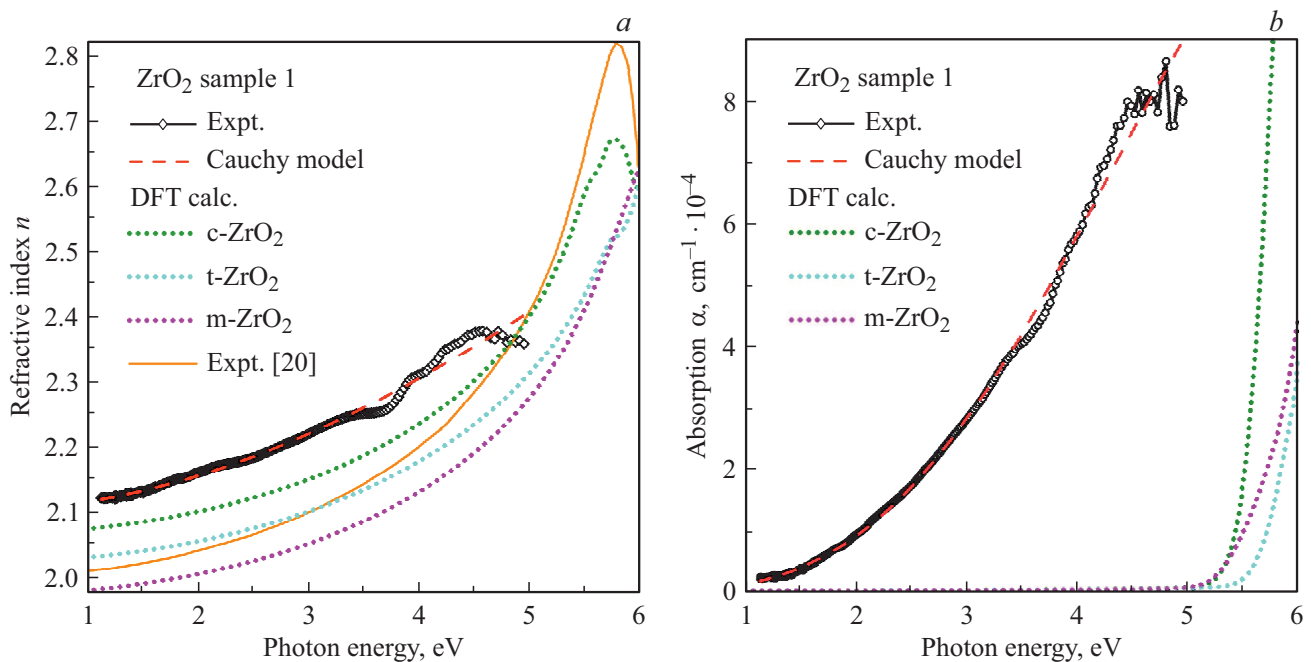 a
2.8
2.7
2.6
2.5
2.4
2.3
2.2
2.1
2.0
Refractive index n
ZrO2 sample 1
Expt.
Cauchy model
DFT calc.
c-ZrO2
t-ZrO2
m-ZrO2
Expt. [20]
1 2 3 4 5 6
Photon energy, eV
b
8
6
4
2
0
Absorption α, cm–1 · 10–4
ZrO2 sample 1
Expt.
Cauchy model
DFT calc.
c-ZrO2
t-ZrO2
m-ZrO2
1 2 3 4 5 6
Photon energy, eV